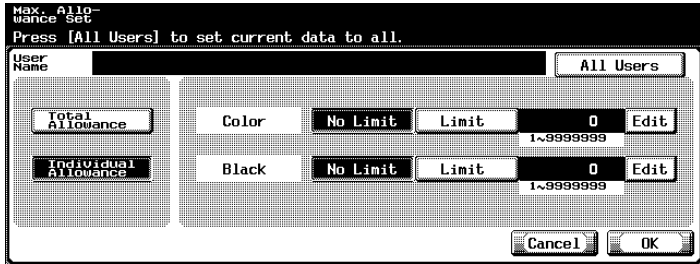 Max. Allo-
wance Set
Press [All Users] to set current data to all.
User
Name
All Users
Total
Allowance
Color No Limit Limit 0 Edit
1~9999999
Individual
Allowance
Black No Limit Limit 0 Edit
1~9999999
Cancel OK